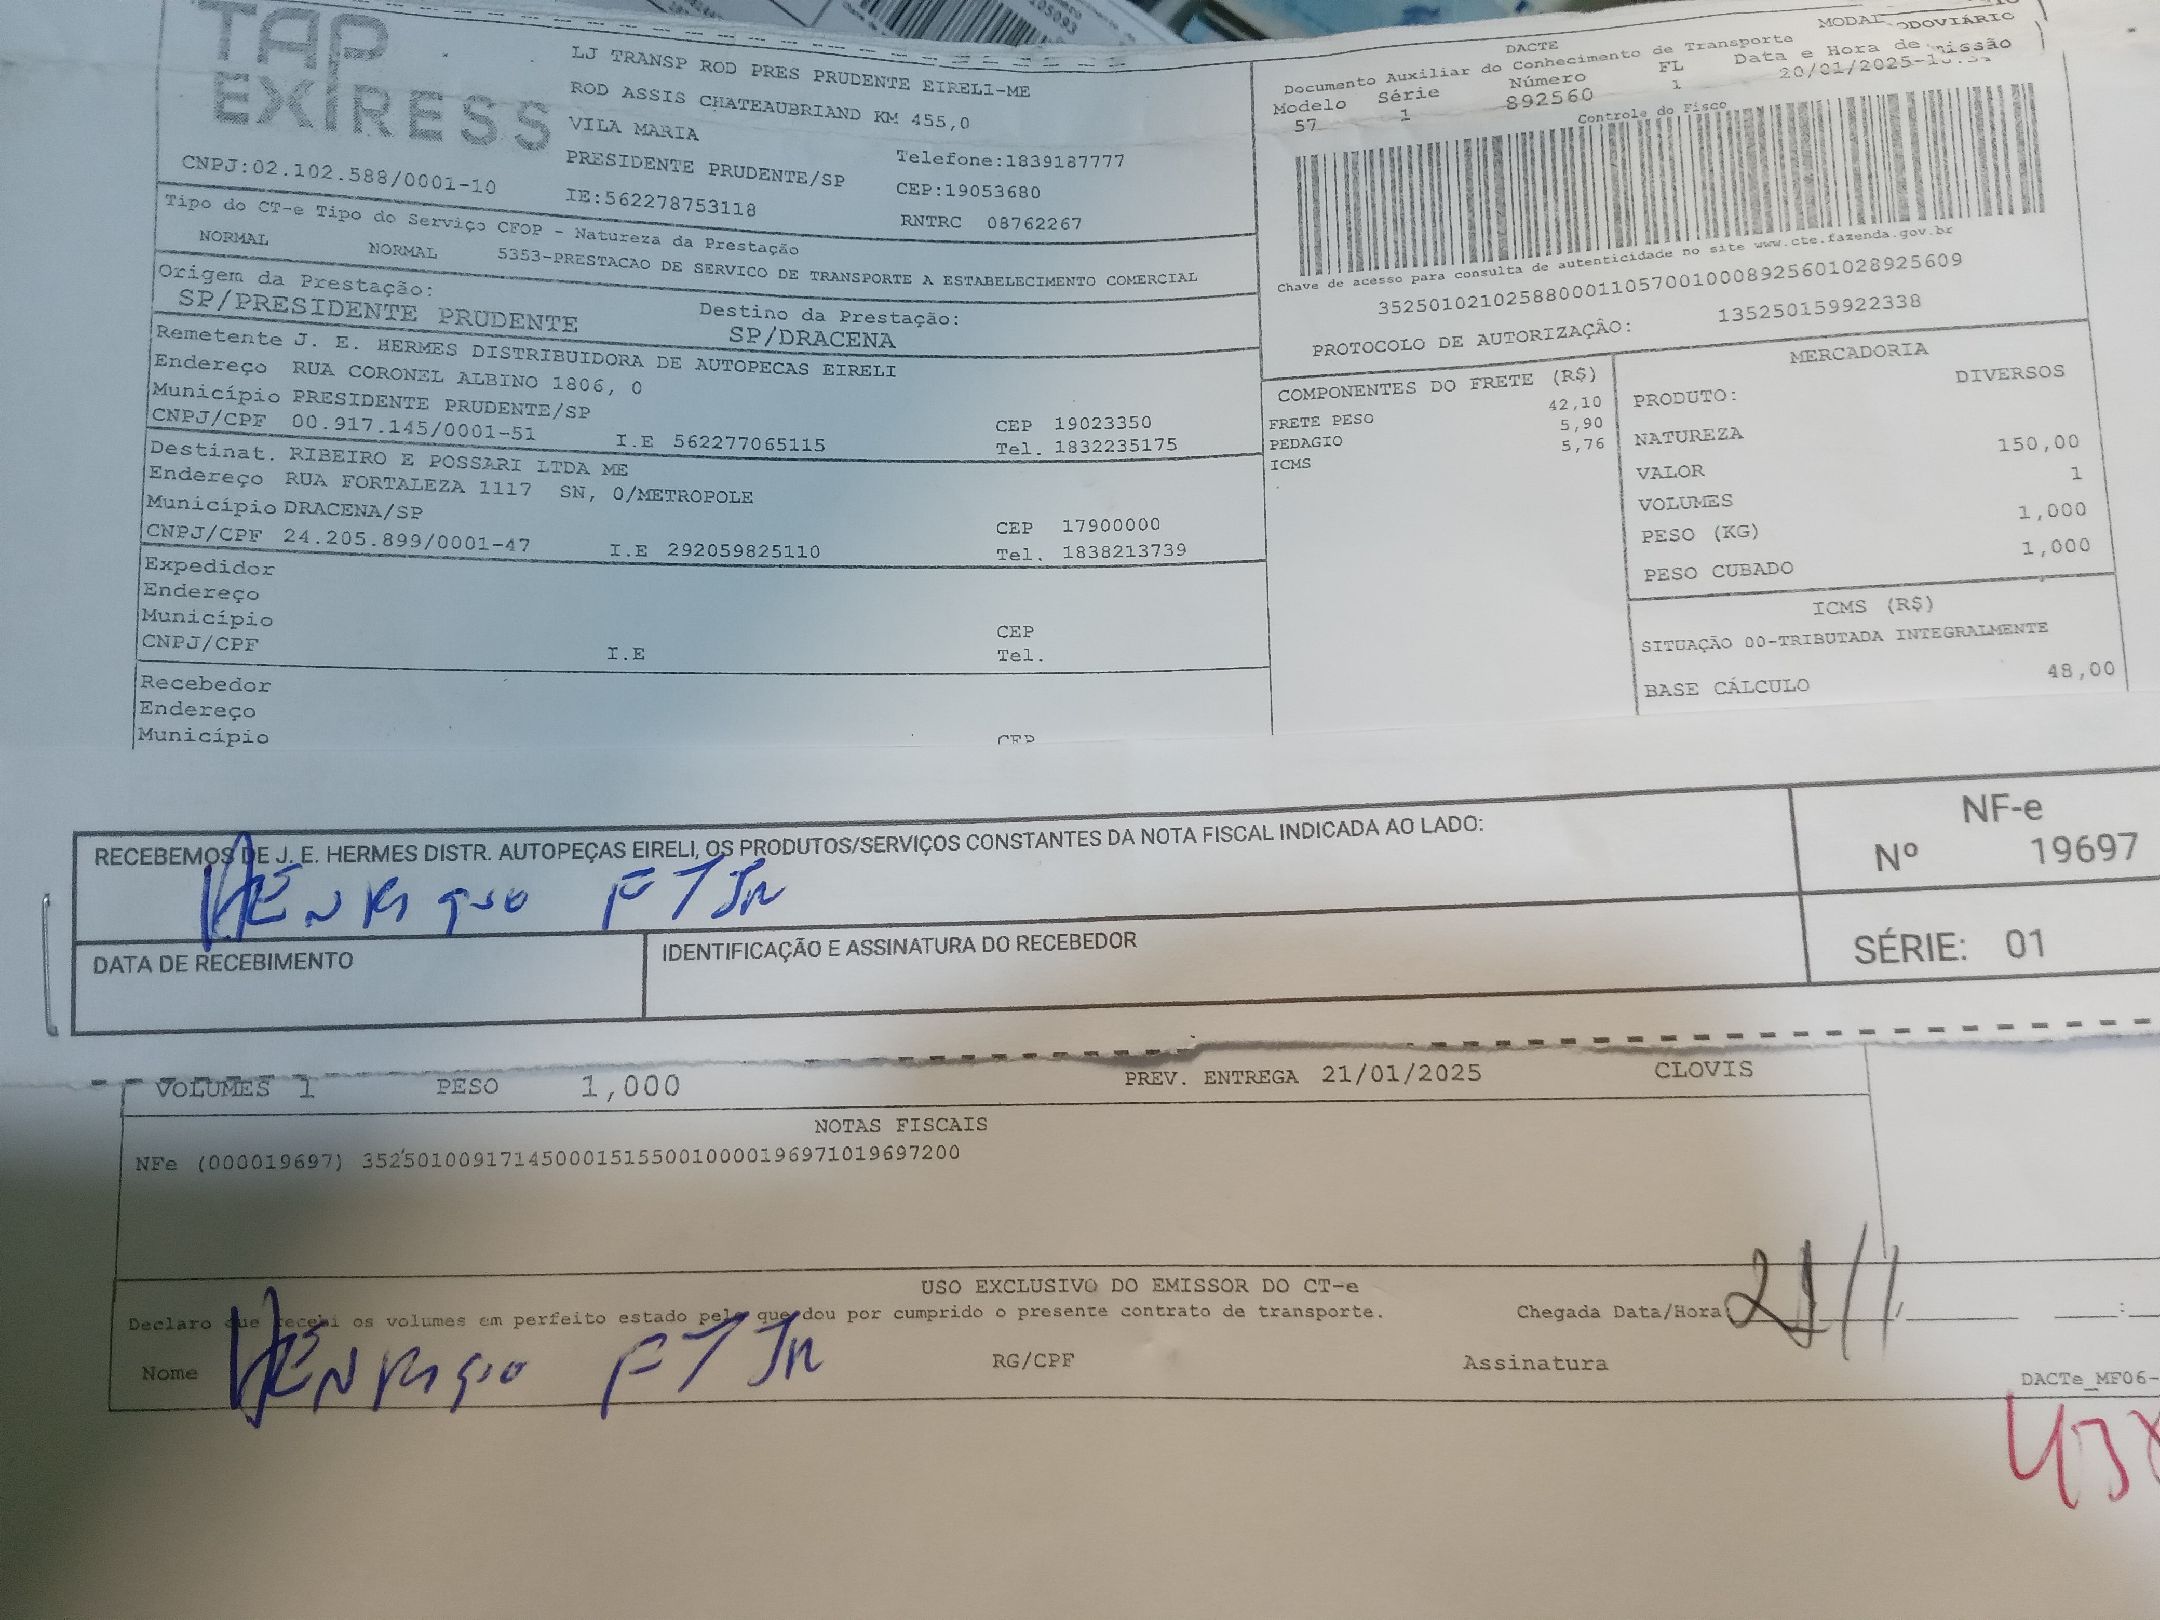 TAP
EXPRESS
CNPJ:02.102.588/0001-10
LJ TRANSP ROD PRES PRUDENTE EIRELI-ME
ROD ASSIS CHATEAUBRIAND KM 455,0
VILA MARIA
PRESIDENTE PRUDENTE/SP
IE:562278753118
Telefone:1839187777
CEP:19053680
RNTRC 08762267
DACTE
Documento Auxiliar do Conhecimento de Transporte
Modelo Série Número FL Data e Hora de
57 1 892560 1 20/01/2025
Controle do Fisco
Chave de acesso para consulta de autenticidade no site www.cte.fazenda.gov.br
35250102102588000110570010008925601028925609
PROTOCOLO DE AUTORIZAÇÃO: 135250159922338
Tipo do CT-e Tipo do Serviço CFOP - Natureza da Prestação
NORMAL NORMAL 5353-PRESTACAO DE SERVICO DE TRANSPORTE A ESTABELECIMENTO COMERCIAL
Origem da Prestação: Destino da Prestação:
SP/PRESIDENTE PRUDENTE SP/DRACENA
Remetente J. E. HERMES DISTRIBUIDORA DE AUTOPECAS EIRELI
Endereço RUA CORONEL ALBINO 1806, 0
Município PRESIDENTE PRUDENTE/SP CEP 19023350
CNPJ/CPF 00.917.145/0001-51 I.E 562277065115 Tel. 1832235175
Destinat. RIBEIRO E POSSARI LTDA ME
Endereço RUA FORTALEZA 1117 SN, 0/METROPOLE
Município DRACENA/SP CEP 17900000
CNPJ/CPF 24.205.899/0001-47 I.E 292059825110 Tel. 1838213739
Expedidor
Endereço
Município CEP
CNPJ/CPF I.E Tel.
Recebedor
Endereço
Município CEP
COMPONENTES DO FRETE (R$)
FRETE PESO 42,10
PEDAGIO 5,90
ICMS 5,76
MERCADORIA
PRODUTO: DIVERSOS
NATUREZA
VALOR 150,00
VOLUMES 1
PESO (KG) 1,000
PESO CUBADO 1,000
ICMS (R$)
SITUAÇÃO 00-TRIBUTADA INTEGRALMENTE
BASE CÁLCULO 48,00
RECEBEMOS DE J. E. HERMES DISTR. AUTOPEÇAS EIRELI, OS PRODUTOS/SERVIÇOS CONSTANTES DA NOTA FISCAL INDICADA AO LADO:
DATA DE RECEBIMENTO
IDENTIFICAÇÃO E ASSINATURA DO RECEBEDOR
NF-e
Nº 19697
SÉRIE: 01
VOLUMES 1 PESO 1,000 PREV. ENTREGA 21/01/2025 CLOVIS
NOTAS FISCAIS
NFe (000019697) 35250100917145000151550010000196971019697200
USO EXCLUSIVO DO EMISSOR DO CT-e
Declaro que recebi os volumes em perfeito estado pelo que dou por cumprido o presente contrato de transporte. Chegada Data/Hora 21/1
Nome RG/CPF Assinatura
DACTe_MF06-